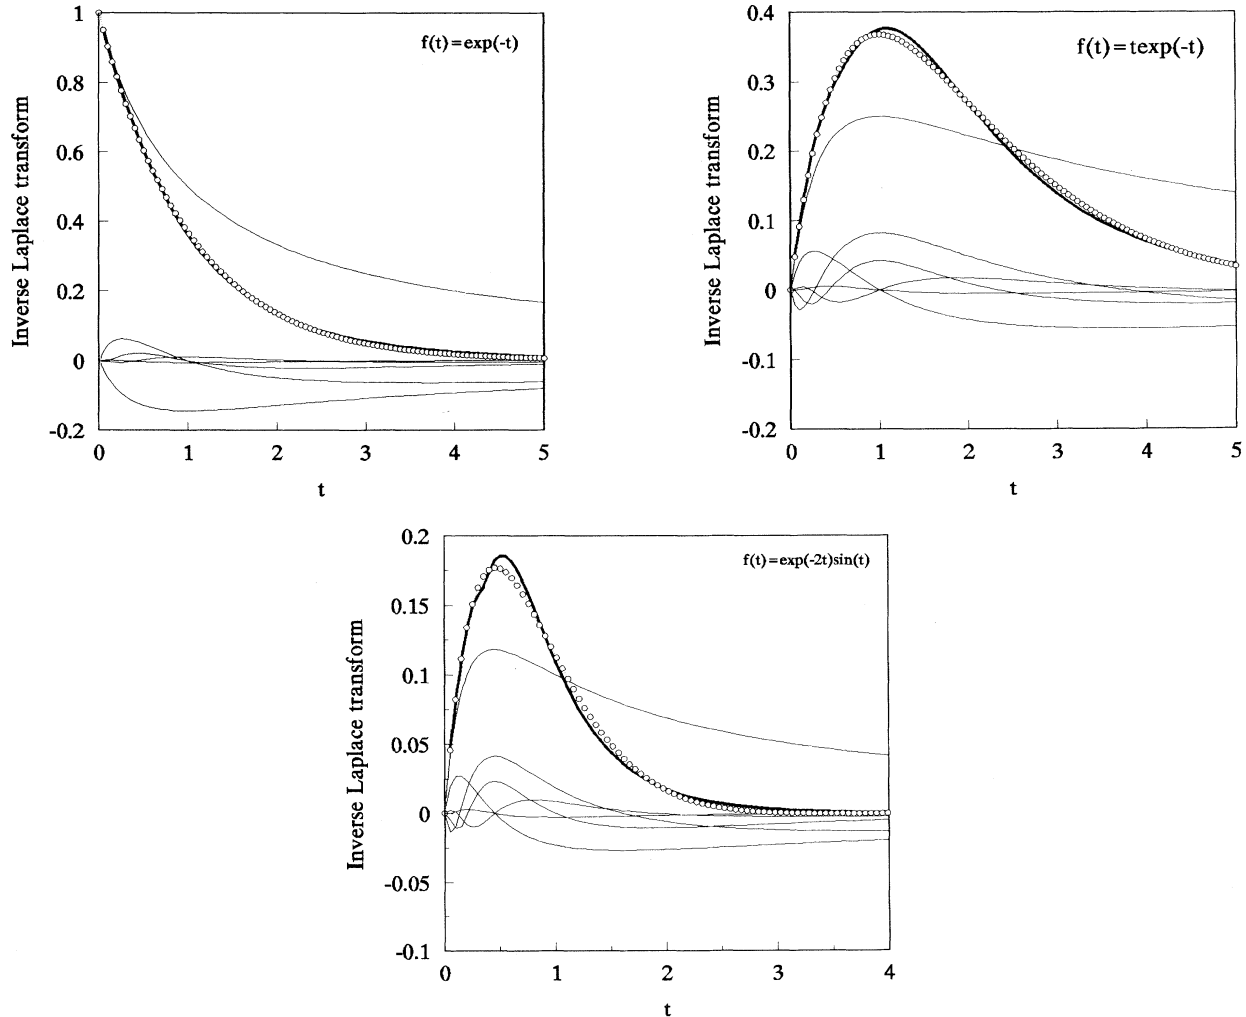 f(t)=exp(-t)
Inverse Laplace transform
1
0.8
0.6
0.4
0.2
0
-0.2
0 1 2 3 4 5
t
f(t)=texp(-t)
Inverse Laplace transform
0.4
0.3
0.2
0.1
0
-0.1
-0.2
0 1 2 3 4 5
t
f(t)=exp(-2t)sin(t)
Inverse Laplace transform
0.2
0.15
0.1
0.05
0
-0.05
-0.1
0 1 2 3 4
t